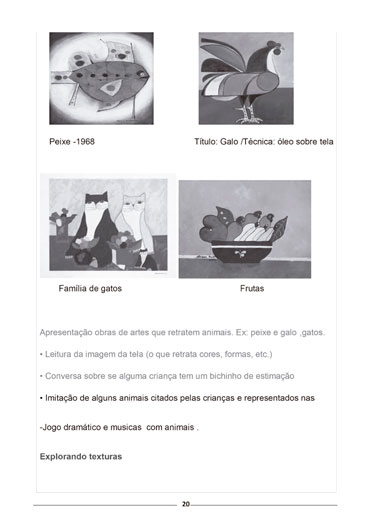 Peixe -1968
Título: Galo /Técnica: óleo sobre tela
Família de gatos
Frutas
Apresentação obras de artes que retratem animais. Ex: peixe e galo ,gatos.
• Leitura da imagem da tela (o que retrata cores, formas, etc.)
• Conversa sobre se alguma criança tem um bichinho de estimação
• Imitação de alguns animais citados pelas crianças e representados nas
-Jogo dramático e musicas  com animais .
Explorando texturas
20